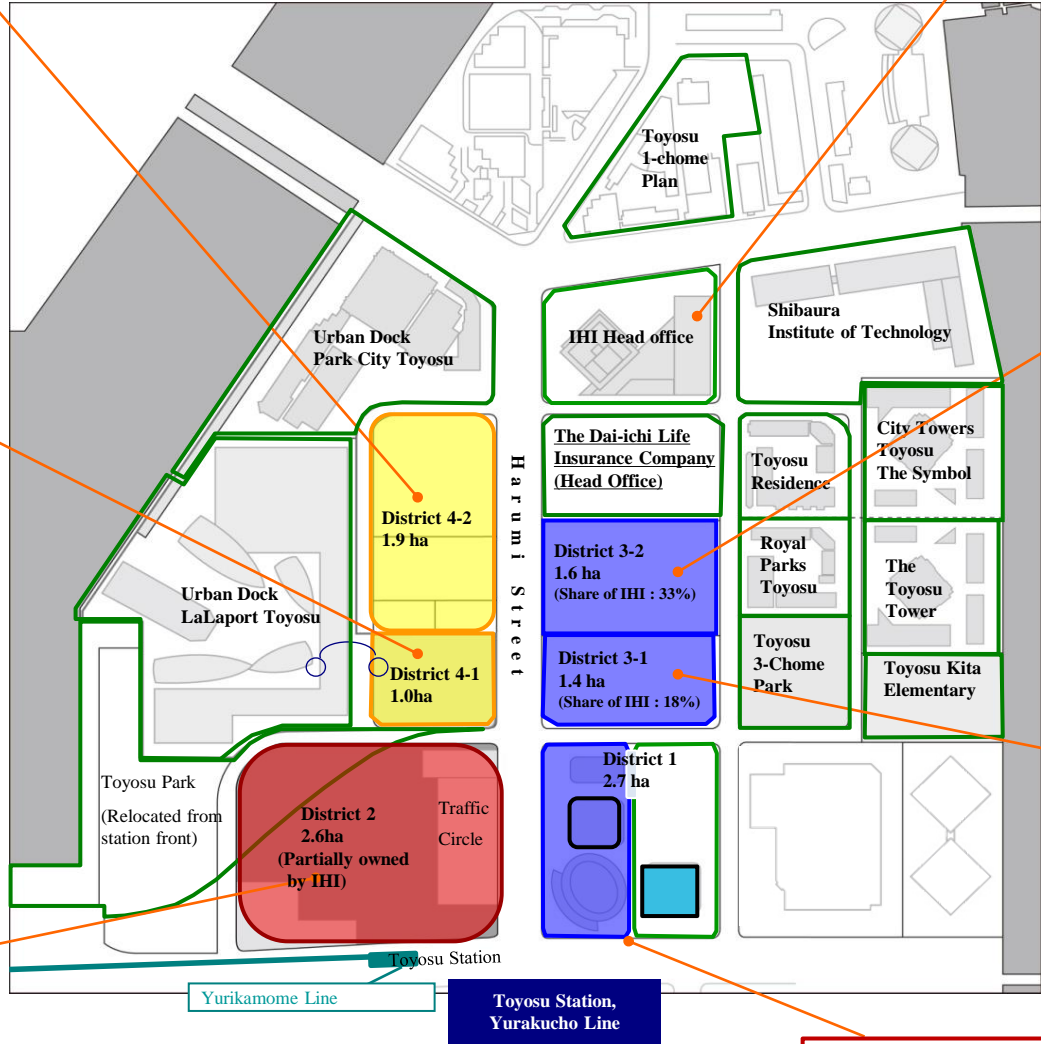 Toyosu
1-chome
Plan
Urban Dock
Park City Toyosu
IHI Head office
Shibaura
Institute of Technology
The Dai-ichi Life
Insurance Company
(Head Office)
Toyosu
Residence
City Towers
Toyosu
The Symbol
District 4-2
1.9 ha
Harumi Street
District 3-2
1.6 ha
(Share of IHI : 33%)
Royal
Parks
Toyosu
The
Toyosu
Tower
Urban Dock
LaLaport Toyosu
District 4-1
1.0ha
District 3-1
1.4 ha
(Share of IHI : 18%)
Toyosu
3-Chome
Park
Toyosu Kita
Elementary
Toyosu Park
(Relocated from
station front)
District 2
2.6ha
(Partially owned
by IHI)
Traffic
Circle
District 1
2.7 ha
Toyosu Station
Yurikamome Line
Toyosu Station,
Yurakucho Line